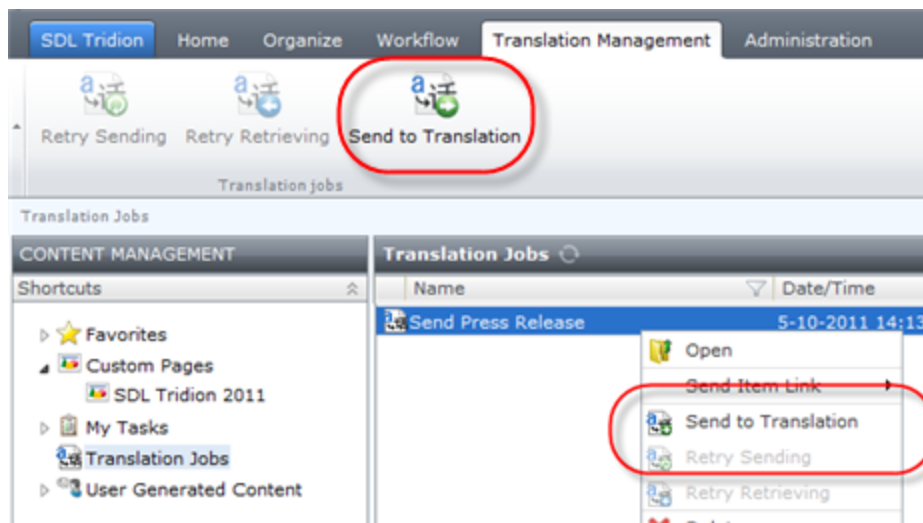 SDL Tridion Home Organize Workflow Translation Management Administration
Retry Sending Retry Retrieving Send to Translation
Translation jobs
Translation Jobs
CONTENT MANAGEMENT
Shortcuts
Favorites
Custom Pages
SDL Tridion 2011
My Tasks
Translation Jobs
User Generated Content
Translation Jobs
Name Date/Time
Send Press Release 5-10-2011 14:13
Open
Send Item Link
Send to Translation
Retry Sending
Retry Retrieving